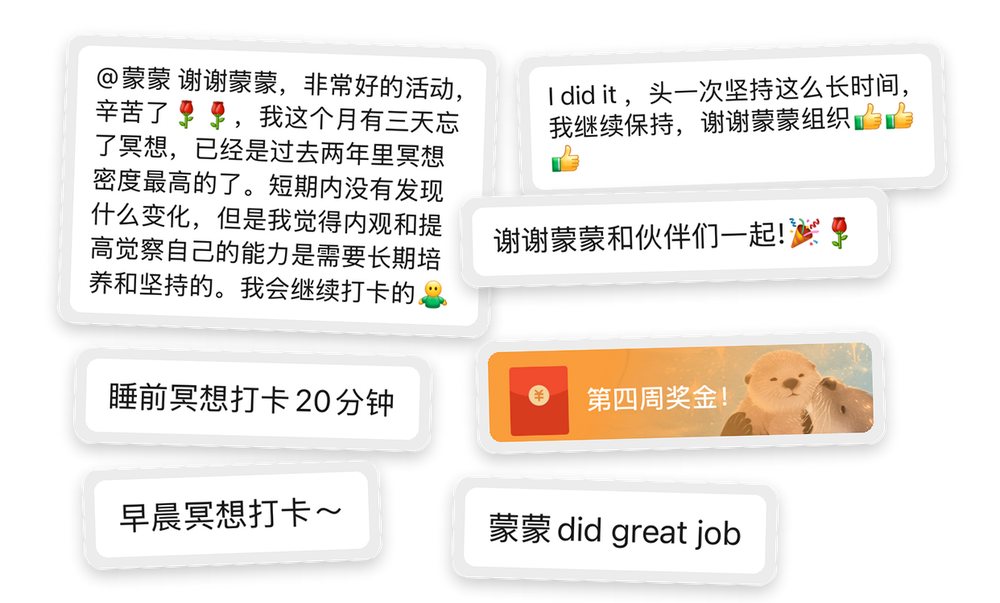 @蒙蒙 谢谢蒙蒙，非常好的活动，
辛苦了🌹🌹，我这个月有三天忘
了冥想，已经是过去两年里冥想
密度最高的了。短期内没有发现
什么变化，但是我觉得内观和提
高觉察自己的能力是需要长期培
养和坚持的。我会继续打卡的
I did it ，头一次坚持这么长时间，
我继续保持，谢谢蒙蒙组织👍👍
👍
谢谢蒙蒙和伙伴们一起!🎉🌹
睡前冥想打卡20分钟
¥
第四周奖金!
早晨冥想打卡～
蒙蒙did great job